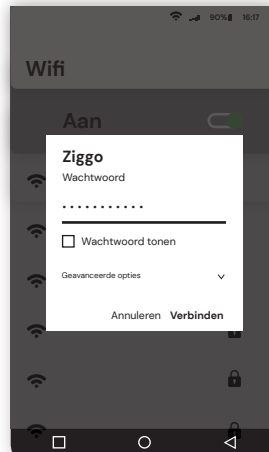 90% 16:17
Wifi
Aan
Ziggo
Wachtwoord
...........
Wachtwoord tonen
Geavanceerde opties
Annuleren Verbinden